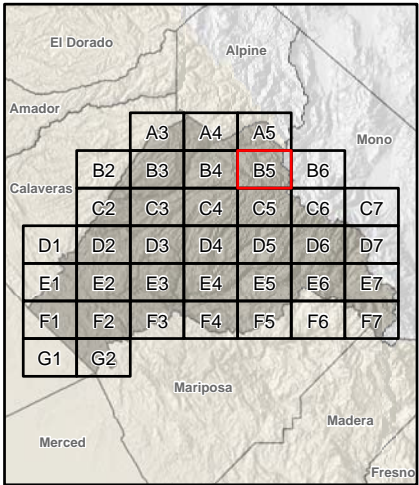 El Dorado
Alpine
Amador
A3 A4 A5
Mono
B2 B3 B4 B5 B6
Calaveras
C2 C3 C4 C5 C6 C7
D1 D2 D3 D4 D5 D6 D7
E1 E2 E3 E4 E5 E6 E7
F1 F2 F3 F4 F5 F6 F7
G1 G2
Mariposa
Madera
Merced
Fresno